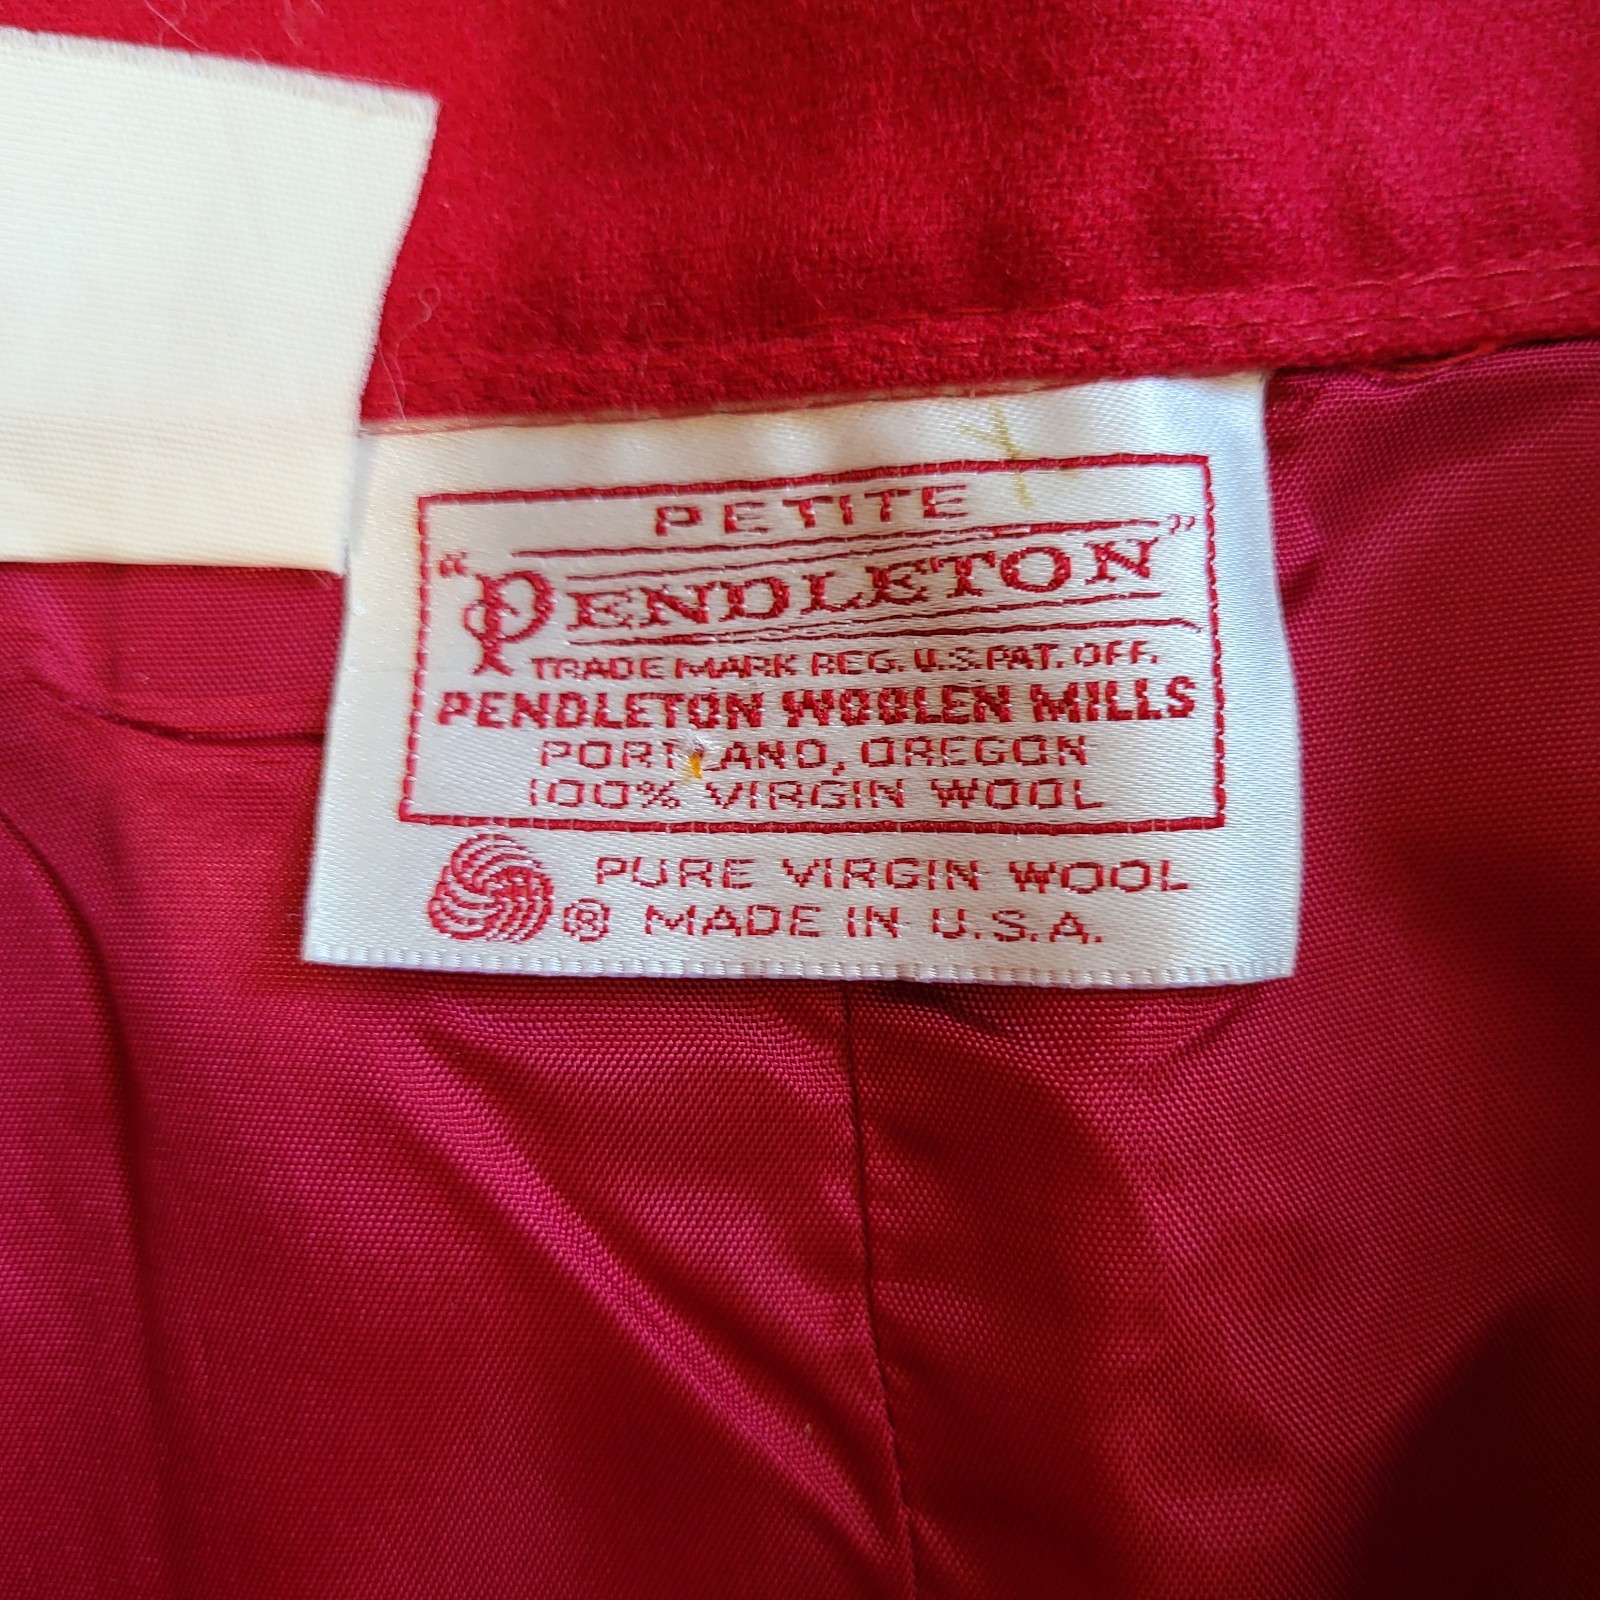 PETITE
"PENDLETON"
TRADE MARK REG. U.S. PAT. OFF.
PENDLETON WOOLEN MILLS
PORTLAND, OREGON
100% VIRGIN WOOL
PURE VIRGIN WOOL
® MADE IN U.S.A.